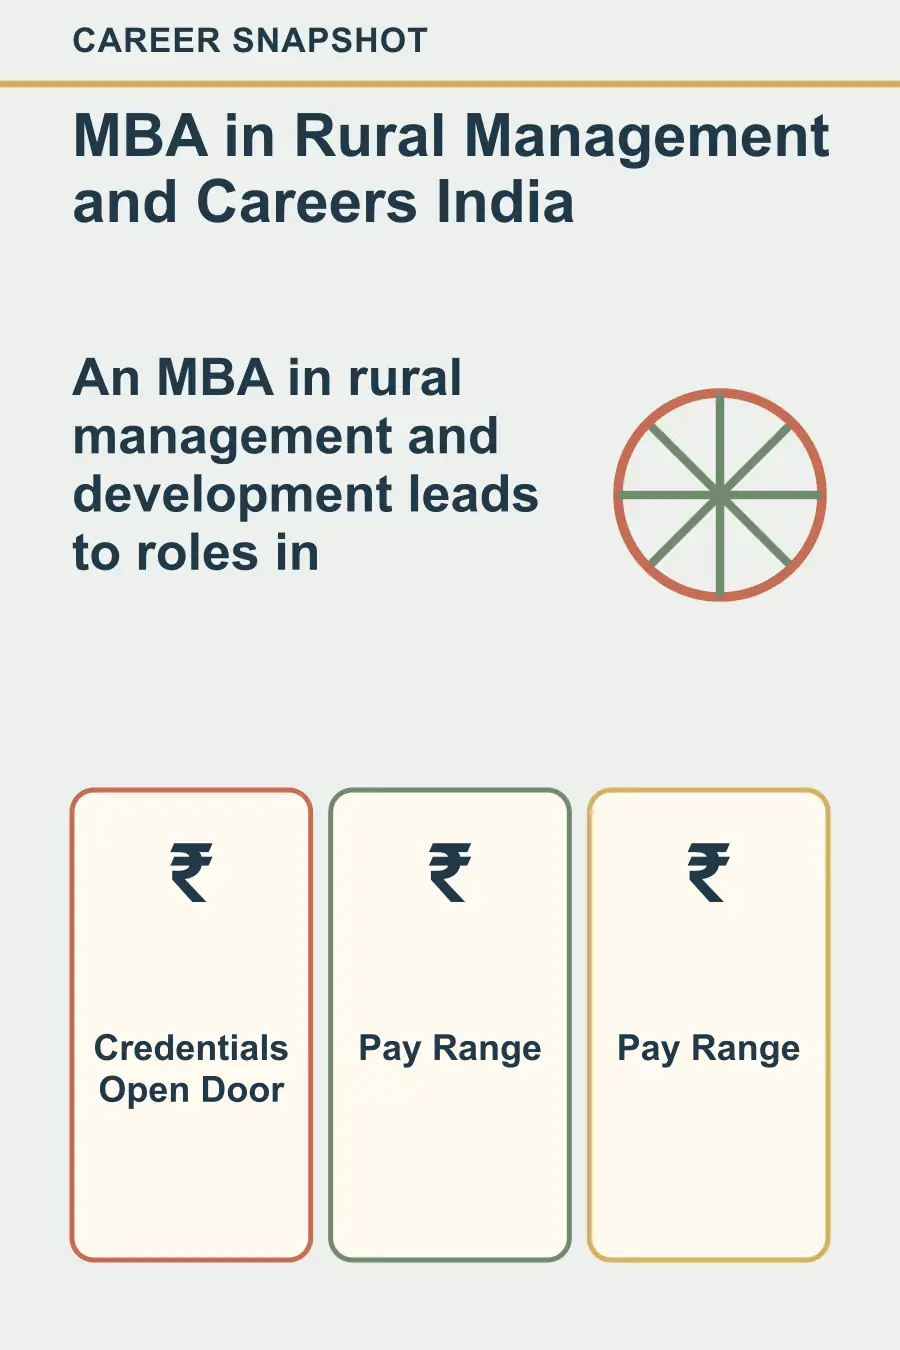 CAREER SNAPSHOT
MBA in Rural Management
and Careers India
An MBA in rural
management and
development leads
to roles in
₹
Credentials
Open Door
₹
Pay Range
₹
Pay Range